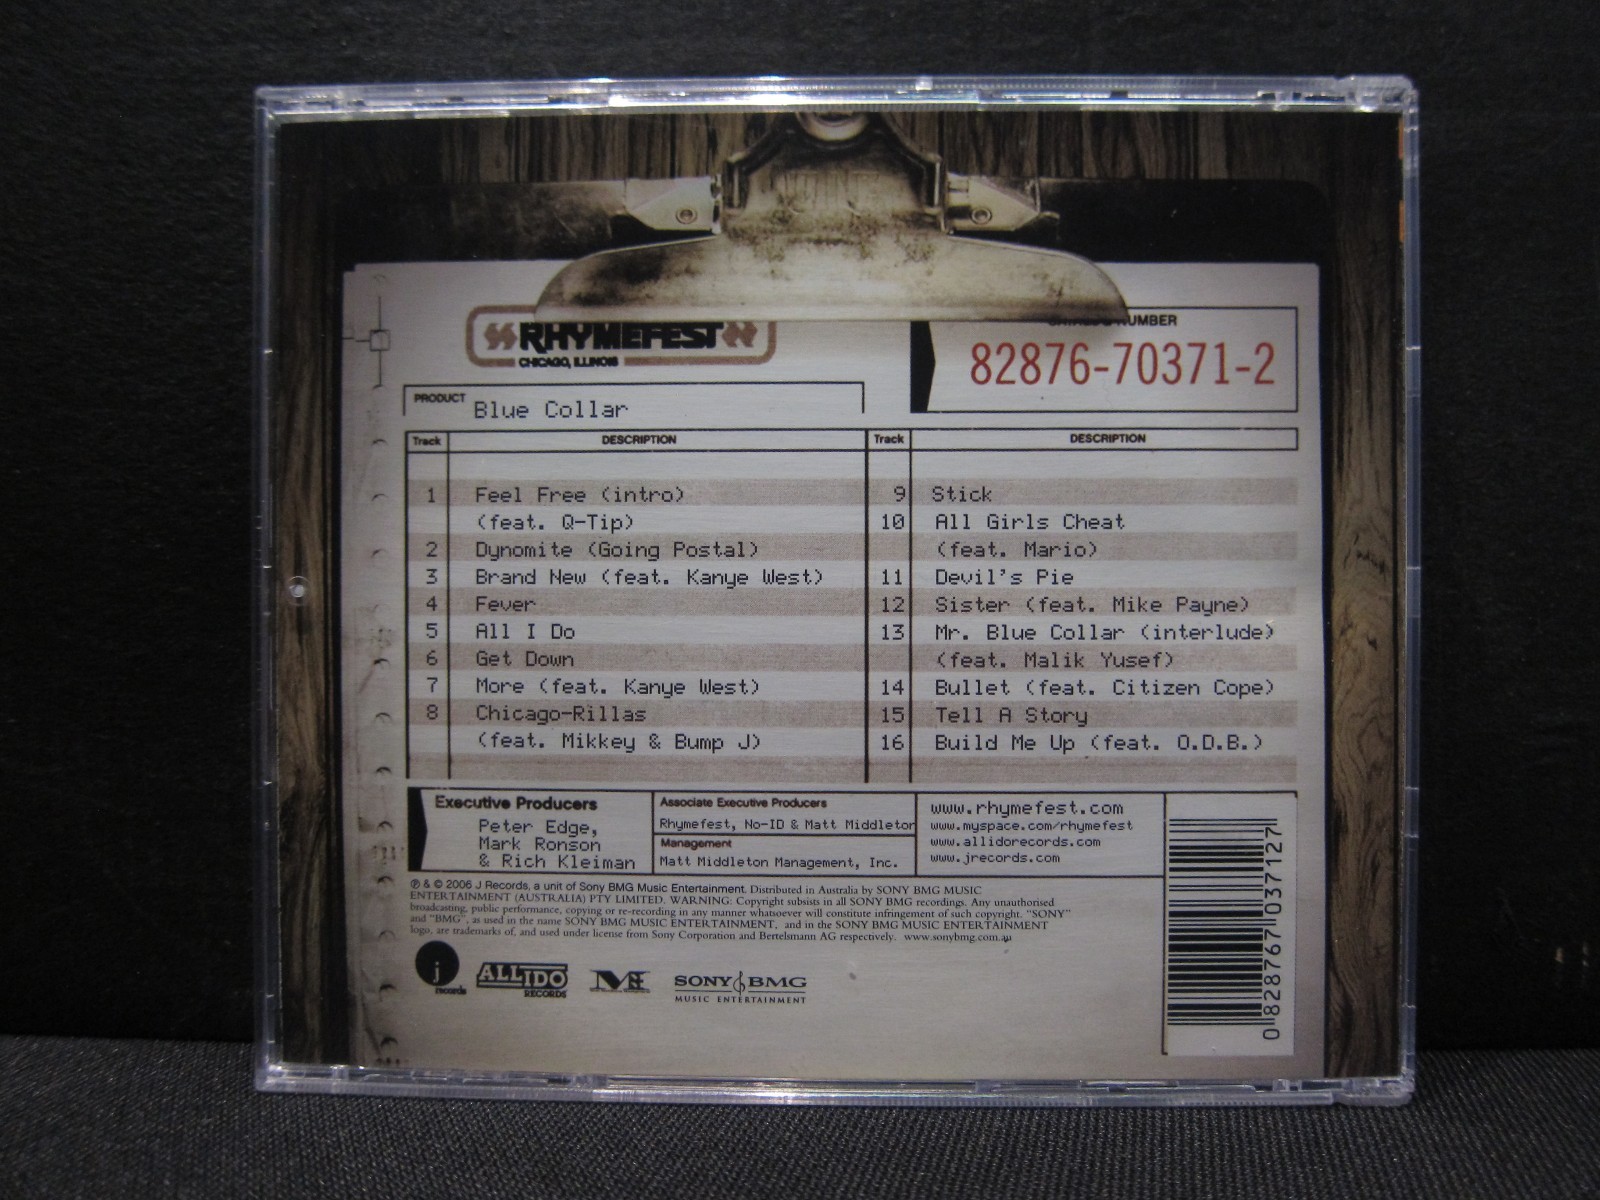 RHYMEFEST
CHICAGO, ILLINOIS
NUMBER
82876-70371-2
PRODUCT Blue Collar
Track DESCRIPTION
1 Feel Free (intro)
(feat. Q-Tip)
2 Dynomite (Going Postal)
3 Brand New (feat. Kanye West)
4 Fever
5 All I Do
6 Get Down
7 More (feat. Kanye West)
8 Chicago-Rillas
(feat. Mikkey & Bump J)
Track DESCRIPTION
9 Stick
10 All Girls Cheat
(feat. Mario)
11 Devil's Pie
12 Sister (feat. Mike Payne)
13 Mr. Blue Collar (interlude)
(feat. Malik Yusef)
14 Bullet (feat. Citizen Cope)
15 Tell A Story
16 Build Me Up (feat. O.D.B.)
Executive Producers
Peter Edge,
Mark Ronson
& Rich Kleiman
Associate Executive Producers
Rhymefest, No-ID & Matt Middleton
Management
Matt Middleton Management, Inc.
www.rhymefest.com
www.myspace.com/rhymefest
www.allidorecords.com
www.jrecords.com
℗ & © 2006 J Records, a unit of Sony BMG Music Entertainment. Distributed in Australia by SONY BMG MUSIC
ENTERTAINMENT (AUSTRALIA) PTY LIMITED. WARNING: Copyright subsists in all SONY BMG recordings. Any unauthorised
broadcasting, public performance, copying or re-recording in any manner whatsoever will constitute infringement of such copyright. "SONY"
and "BMG", as used in the name SONY BMG MUSIC ENTERTAINMENT, and in the SONY BMG MUSIC ENTERTAINMENT
logo, are trademarks of, and used under license from Sony Corporation and Bertelsmann AG respectively. www.sonybmg.com.au
j records
ALLIDO RECORDS
SONY BMG
MUSIC ENTERTAINMENT
0 828767 037127